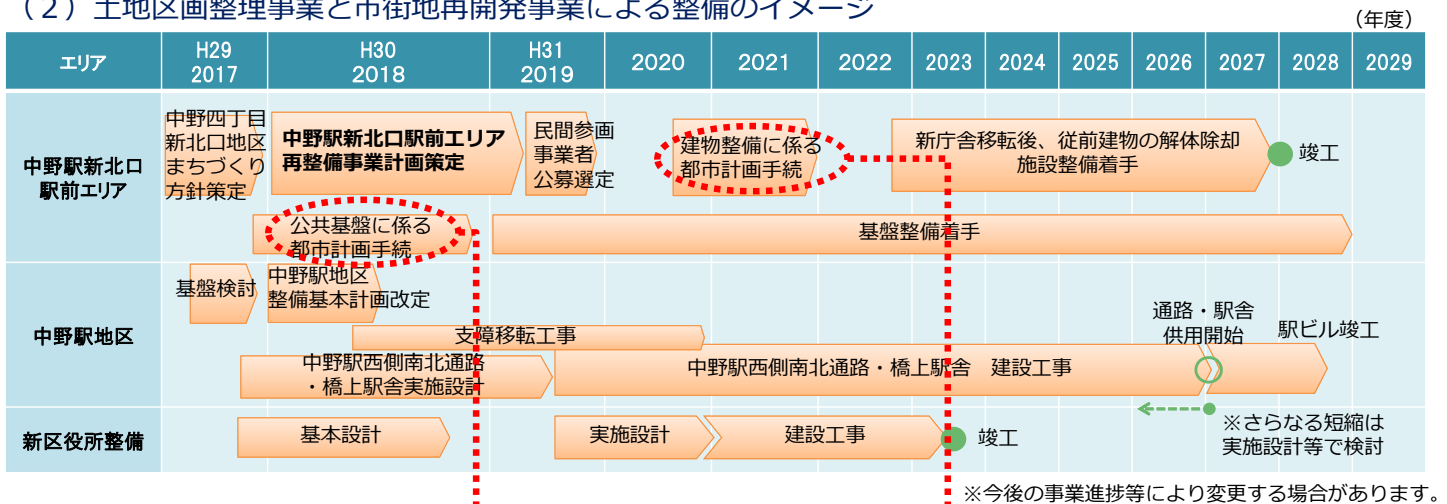 （2）土地区画整理事業と市街地再開発事業による整備のイメージ
（年度）
エリア
H29
2017
H30
2018
H31
2019
2020
2021
2022
2023
2024
2025
2026
2027
2028
2029
中野駅新北口
駅前エリア
中野四丁目
新北口地区
まちづくり
方針策定
中野駅新北口駅前エリア
再整備事業計画策定
民間参画
事業者
公募選定
建物整備に係る
都市計画手続
新庁舎移転後、従前建物の解体除却
施設整備着手
竣工
公共基盤に係る
都市計画手続
基盤整備着手
中野駅地区
基盤検討
中野駅地区
整備基本計画改定
支障移転工事
中野駅西側南北通路
・橋上駅舎実施設計
中野駅西側南北通路・橋上駅舎　建設工事
通路・駅舎
供用開始
駅ビル竣工
※さらなる短縮は
実施設計等で検討
新区役所整備
基本設計
実施設計
建設工事
竣工
※今後の事業進捗等により変更する場合があります。